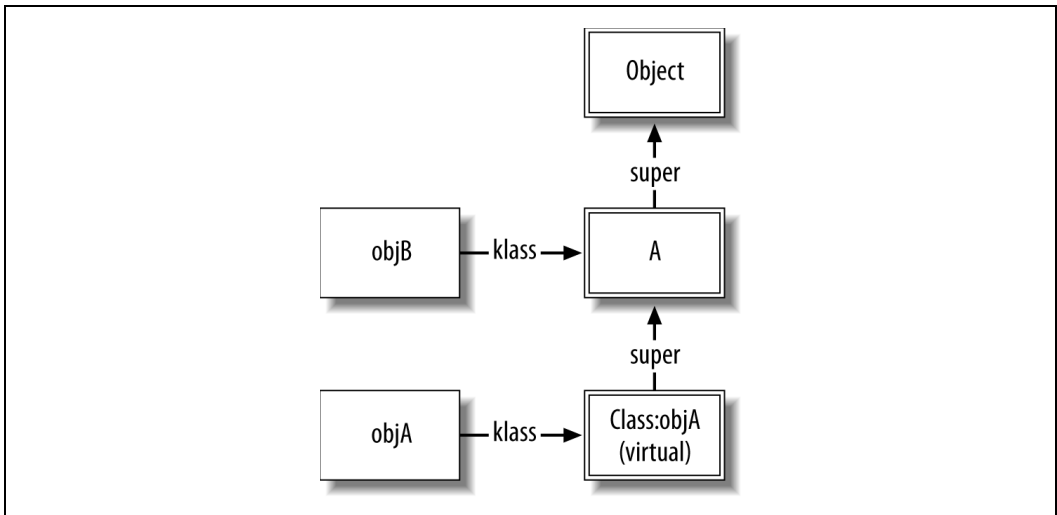 Object
super
objB
klass
A
super
objA
klass
Class:objA
(virtual)